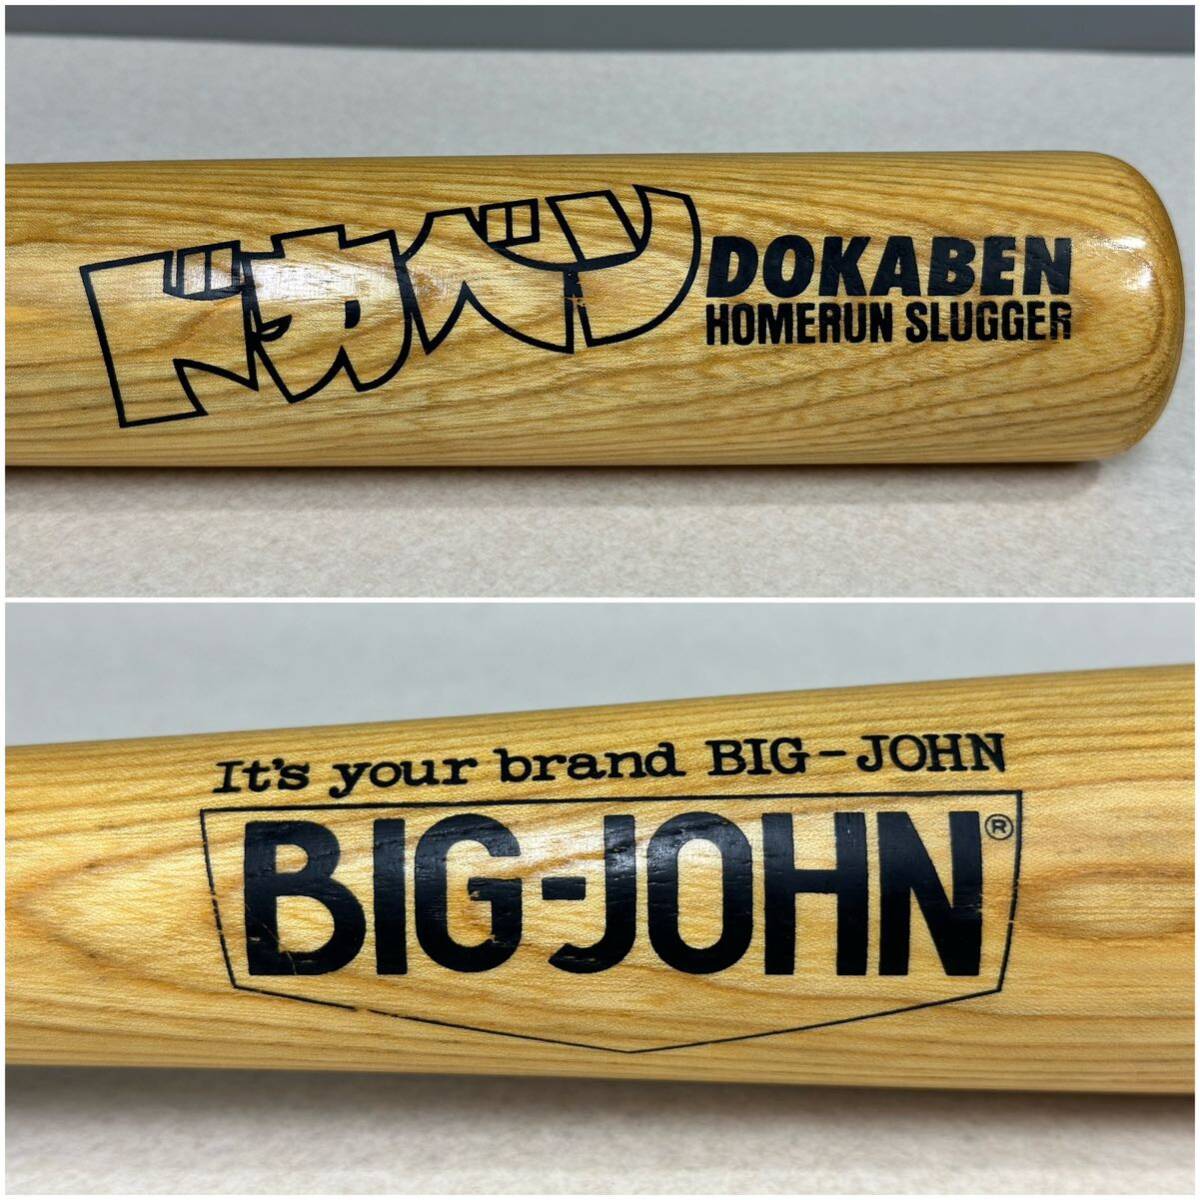 ドカベン
DOKABEN
HOMERUN SLUGGER
It's your brand BIG-JOHN
BIG-JOHN®